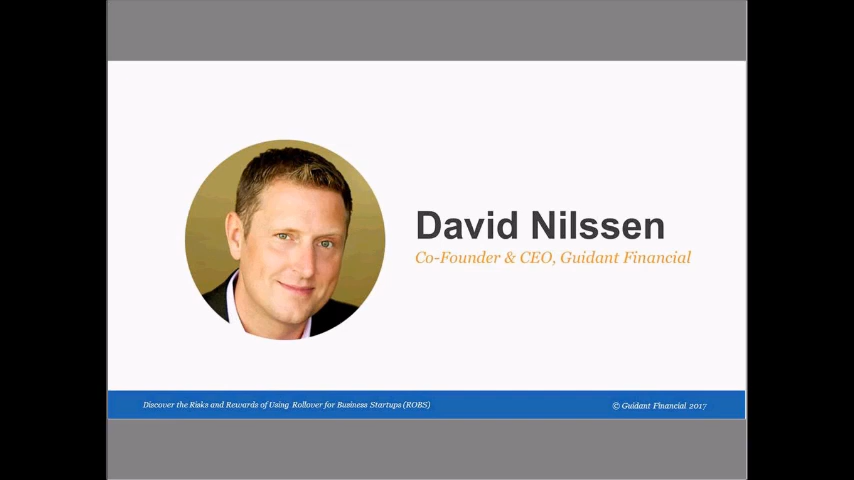 David Nilssen
Co-Founder & CEO, Guidant Financial
Discover the Risks and Rewards of Using Rollover for Business Startups (ROBS)
© Guidant Financial 2017